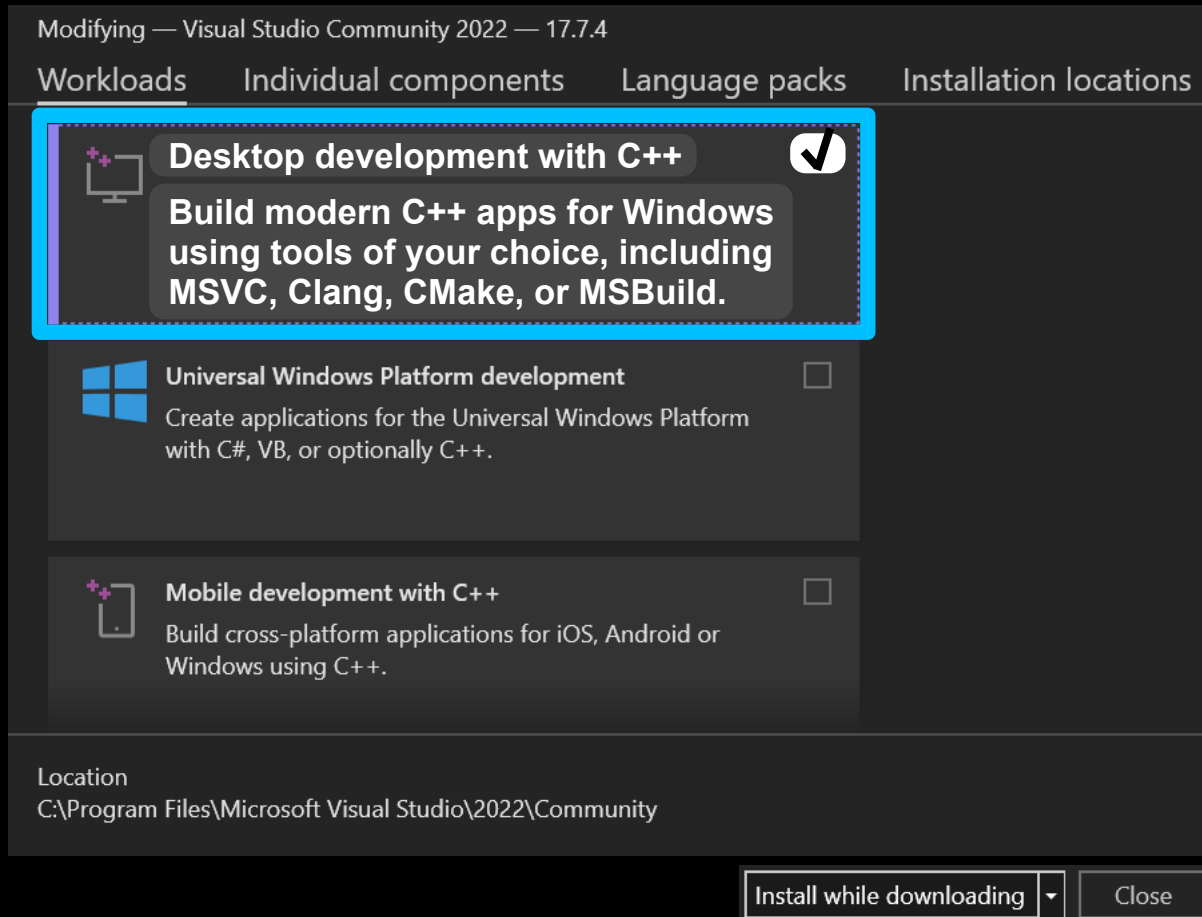 Modifying — Visual Studio Community 2022 — 17.7.4
Workloads Individual components Language packs Installation locations
Desktop development with C++
Build modern C++ apps for Windows
using tools of your choice, including
MSVC, Clang, CMake, or MSBuild.
Universal Windows Platform development
Create applications for the Universal Windows Platform
with C#, VB, or optionally C++.
Mobile development with C++
Build cross-platform applications for iOS, Android or
Windows using C++.
Location
C:\Program Files\Microsoft Visual Studio\2022\Community
Install while downloading Close